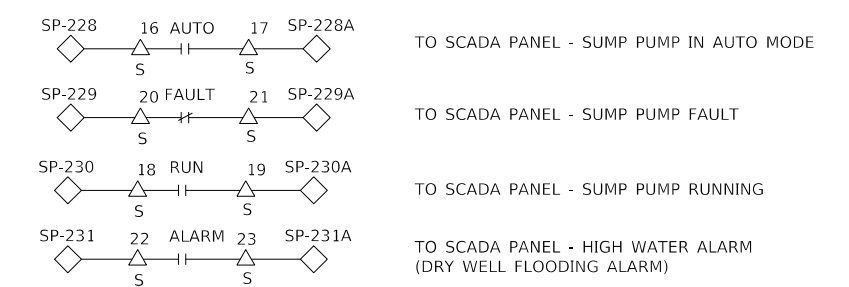 SP-228 16 AUTO 17 SP-228A
TO SCADA PANEL - SUMP PUMP IN AUTO MODE
S S
SP-229 20 FAULT 21 SP-229A
TO SCADA PANEL - SUMP PUMP FAULT
S S
SP-230 18 RUN 19 SP-230A
TO SCADA PANEL - SUMP PUMP RUNNING
S S
SP-231 22 ALARM 23 SP-231A
TO SCADA PANEL - HIGH WATER ALARM
(DRY WELL FLOODING ALARM)
S S